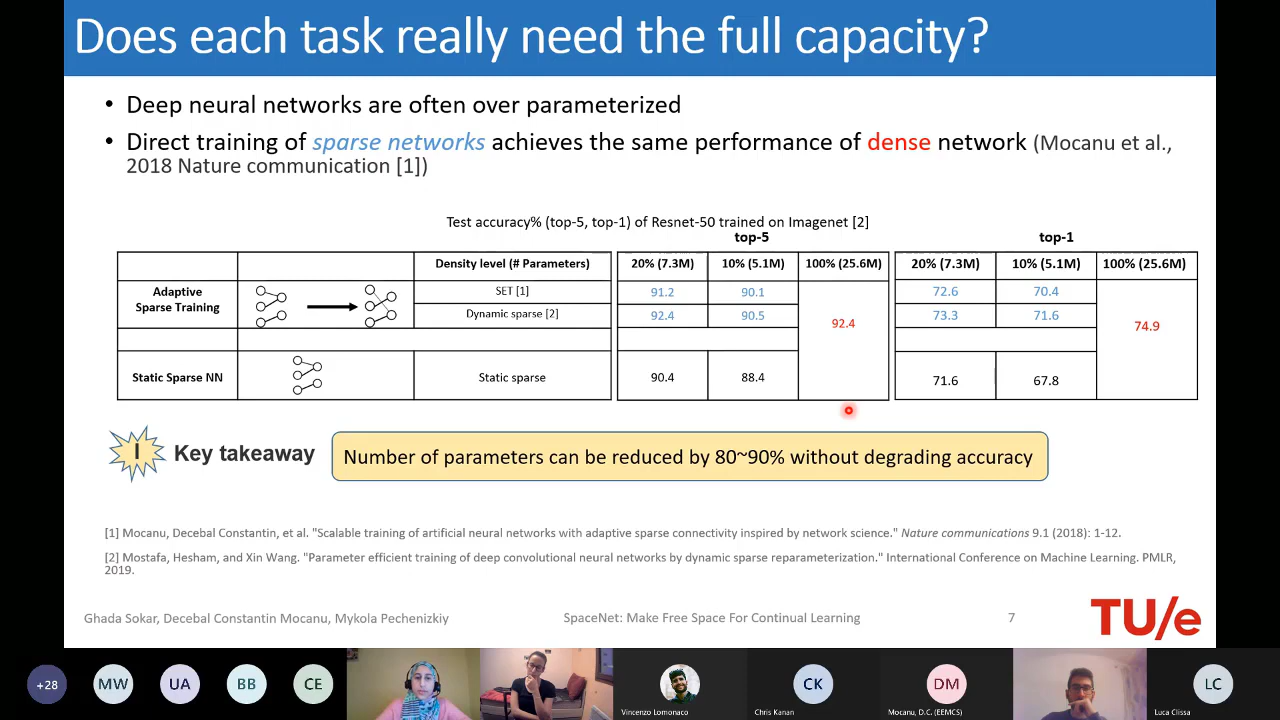 Does each task really need the full capacity?
• Deep neural networks are often over parameterized
• Direct training of sparse networks achieves the same performance of dense network (Mocanu et al.,
2018 Nature communication [1])
Test accuracy% (top-5, top-1) of Resnet-50 trained on Imagenet [2]
top-5 top-1
Density level (# Parameters) 20% (7.3M) 10% (5.1M) 100% (25.6M) 20% (7.3M) 10% (5.1M) 100% (25.6M)
Adaptive
Sparse Training
SET [1] 91.2 90.1 72.6 70.4
Dynamic sparse [2] 92.4 90.5 73.3 71.6
92.4 74.9
Static Sparse NN Static sparse 90.4 88.4 71.6 67.8
I Key takeaway Number of parameters can be reduced by 80~90% without degrading accuracy
[1] Mocanu, Decebal Constantin, et al. "Scalable training of artificial neural networks with adaptive sparse connectivity inspired by network science." Nature communications 9.1 (2018): 1-12.
[2] Mostafa, Hesham, and Xin Wang. "Parameter efficient training of deep convolutional neural networks by dynamic sparse reparameterization." International Conference on Machine Learning. PMLR,
2019.
Ghada Sokar, Decebal Constantin Mocanu, Mykola Pechenizkiy SpaceNet: Make Free Space For Continual Learning 7 TU/e
+28 MW UA BB CE CK DM LC
Vincenzo Lomonaco Chris Kanan Mocanu, D.C. (EEMCS) Luca Clissa